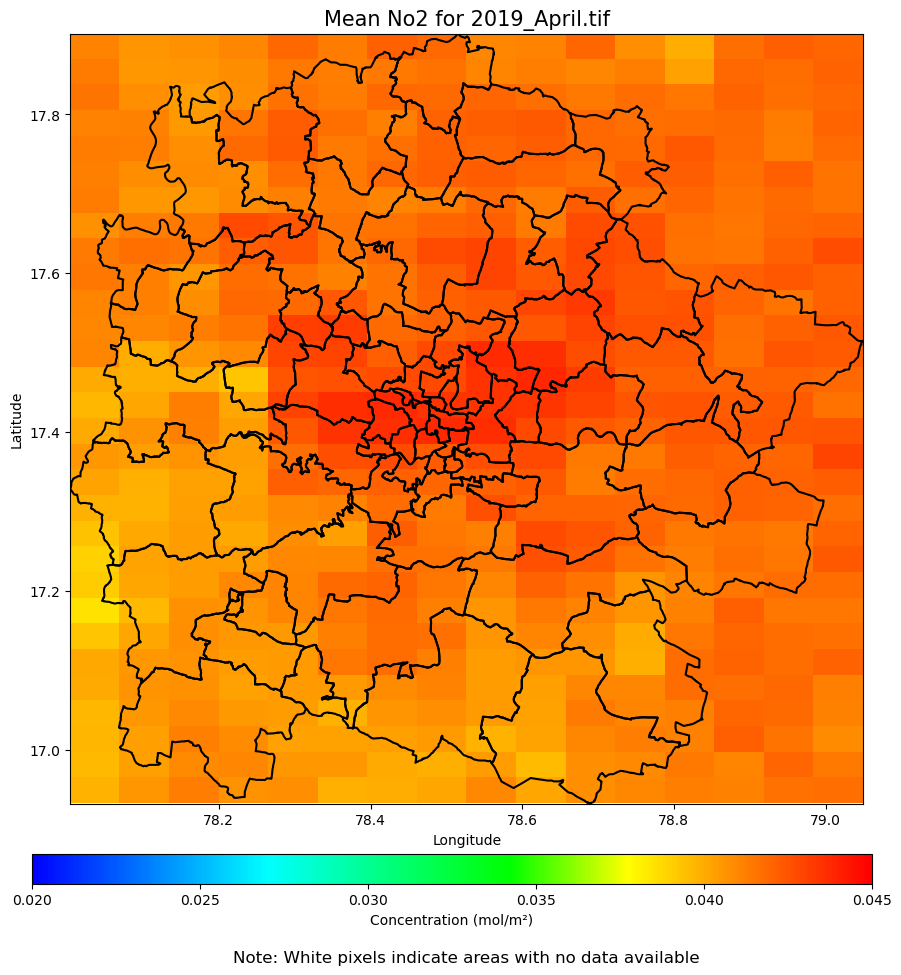 Mean No2 for 2019_April.tif
17.8
17.6
17.4
17.2
17.0
Latitude
78.2 78.4 78.6 78.8 79.0
Longitude
0.020 0.025 0.030 0.035 0.040 0.045
Concentration (mol/m²)
Note: White pixels indicate areas with no data available